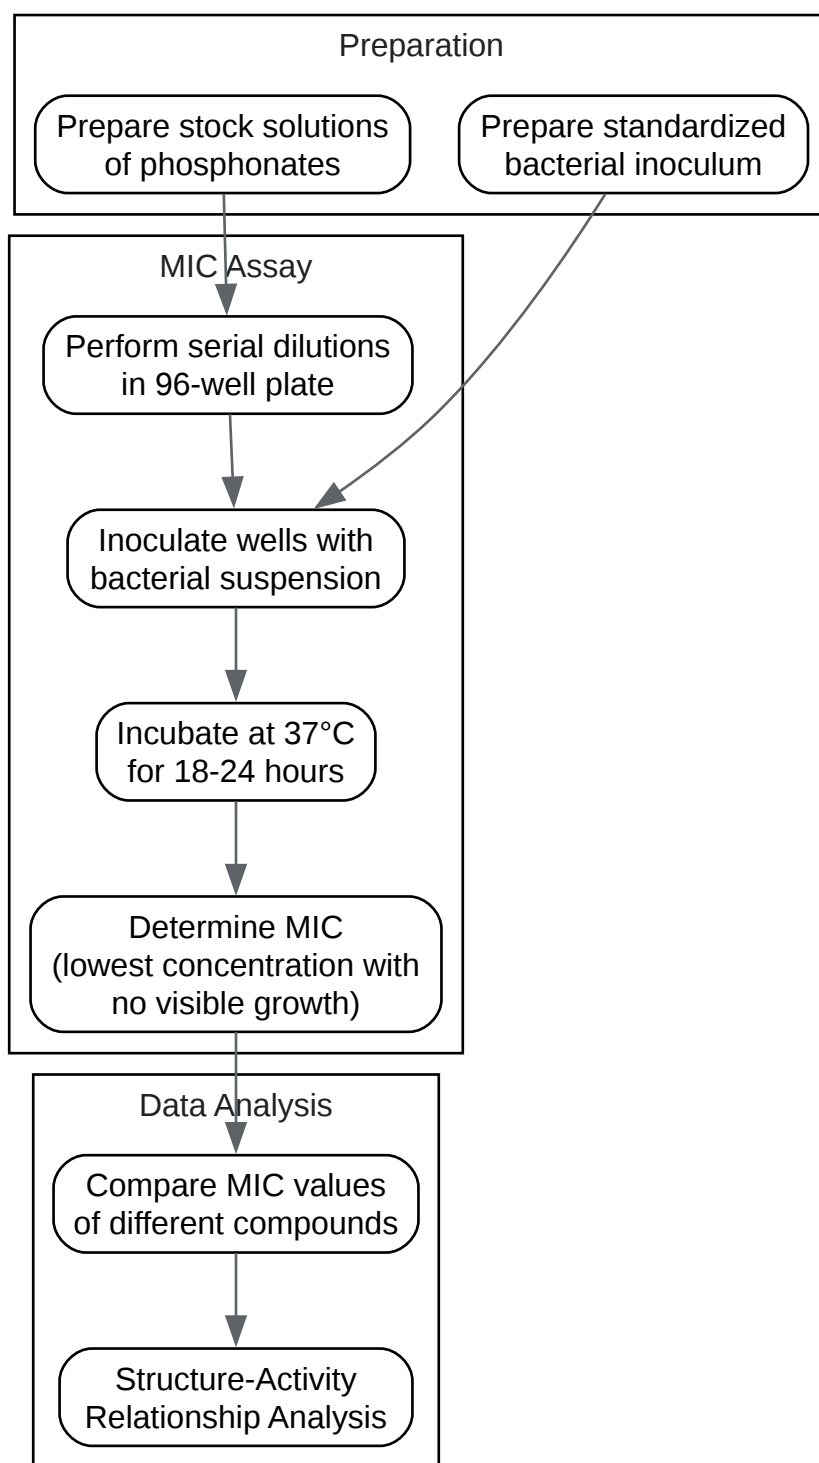 Preparation
Prepare stock solutions
of phosphonates
Prepare standardized
bacterial inoculum
MIC Assay
Perform serial dilutions
in 96-well plate
Inoculate wells with
bacterial suspension
Incubate at 37°C
for 18-24 hours
Determine MIC
(lowest concentration with
no visible growth)
Data Analysis
Compare MIC values
of different compounds
Structure-Activity
Relationship Analysis